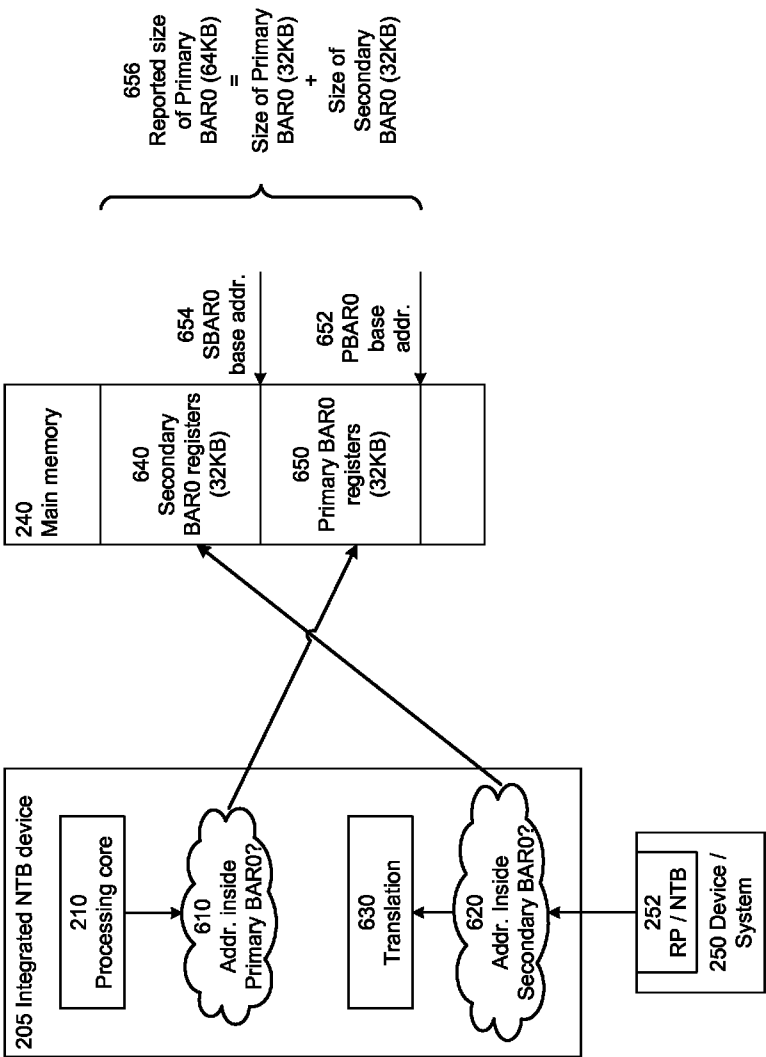 205 Integrated NTB device
210
Processing core
610
Addr. inside
Primary BAR0?
630
Translation
620
Addr. Inside
Secondary BAR0?
252
RP / NTB
250 Device /
System
240
Main memory
640
Secondary
BAR0 registers
(32KB)
650
Primary BAR0
registers
(32KB)
654
SBAR0
base addr.
652
PBAR0
base
addr.
656
Reported size
of Primary
BAR0 (64KB)
=
Size of Primary
BAR0 (32KB)
+
Size of
Secondary
BAR0 (32KB)